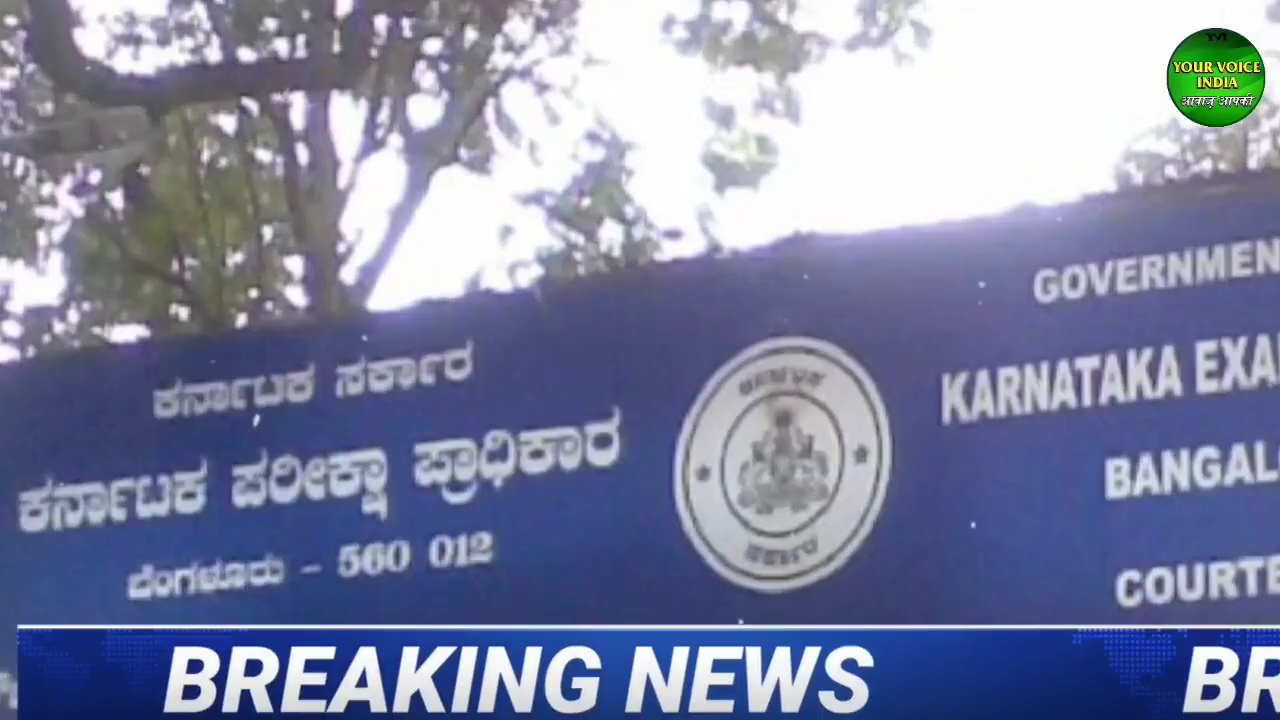 YOUR VOICE
INDIA
आवाज़ आपकी
ಕರ್ನಾಟಕ ಸರ್ಕಾರ
ಕರ್ನಾಟಕ ಪರೀಕ್ಷಾ ಪ್ರಾಧಿಕಾರ
ಬೆಂಗಳೂರು - 560 012
GOVERNMEN
KARNATAKA EXA
BANGAL
COURTE
BREAKING NEWS
BR